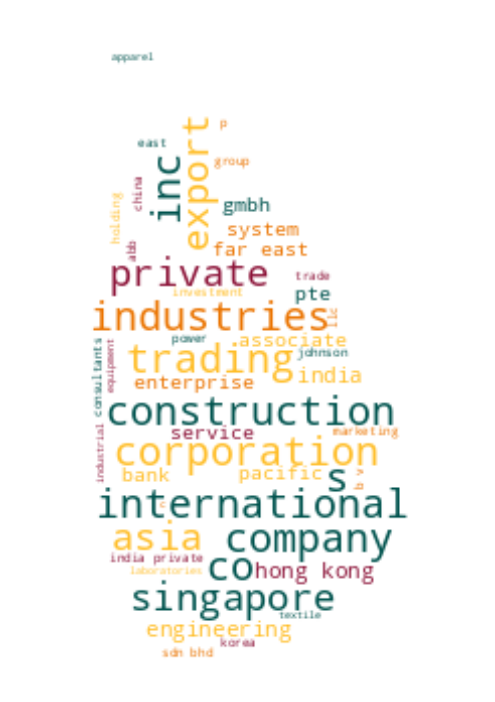 apparel
p
east
inc
export
group
china
holding
gmbh
system
abb
far east
private
trade
investment
pte
industries
llc
power
associate
consultants
equipment
trading
johnson
enterprise
india
construction
service
marketing
industrial
corporation
bank
pacific
s
b v
international
c
asia
company
india private
co
hong kong
laboratories
singapore
textile
engineering
korea
sdn bhd